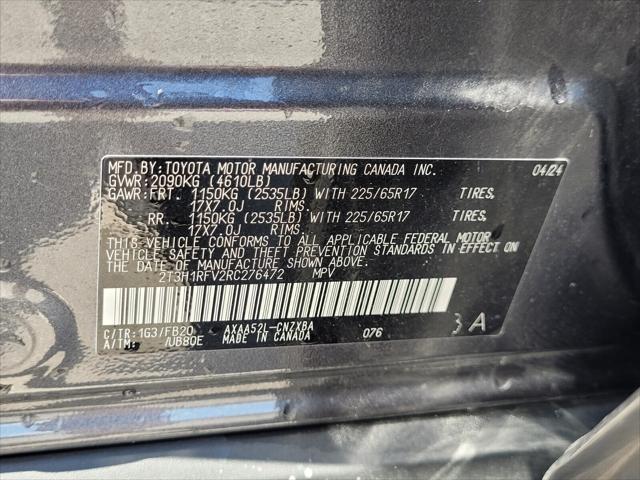 MFD.BY:TOYOTA MOTOR MANUFACTURING CANADA INC. 04/24
GVWR:2090KG (4610LB)
GAWR:FRT. 1150KG (2535LB) WITH 225/65R17 TIRES,
17X7.0J RIMS,
RR. 1150KG (2535LB) WITH 225/65R17 TIRES,
17X7.0J RIMS,
THIS VEHICLE CONFORMS TO ALL APPLICABLE FEDERAL MOTOR
VEHICLE SAFETY AND THEFT PREVENTION STANDARDS IN EFFECT ON
THE DATE OF MANUFACTURE SHOWN ABOVE.
2T3H1RFV2RC276472 MPV
C/TR:1G3/FB20 AXAA52L-CNZXBA 076 3A
A/TM: /UB80E MADE IN CANADA